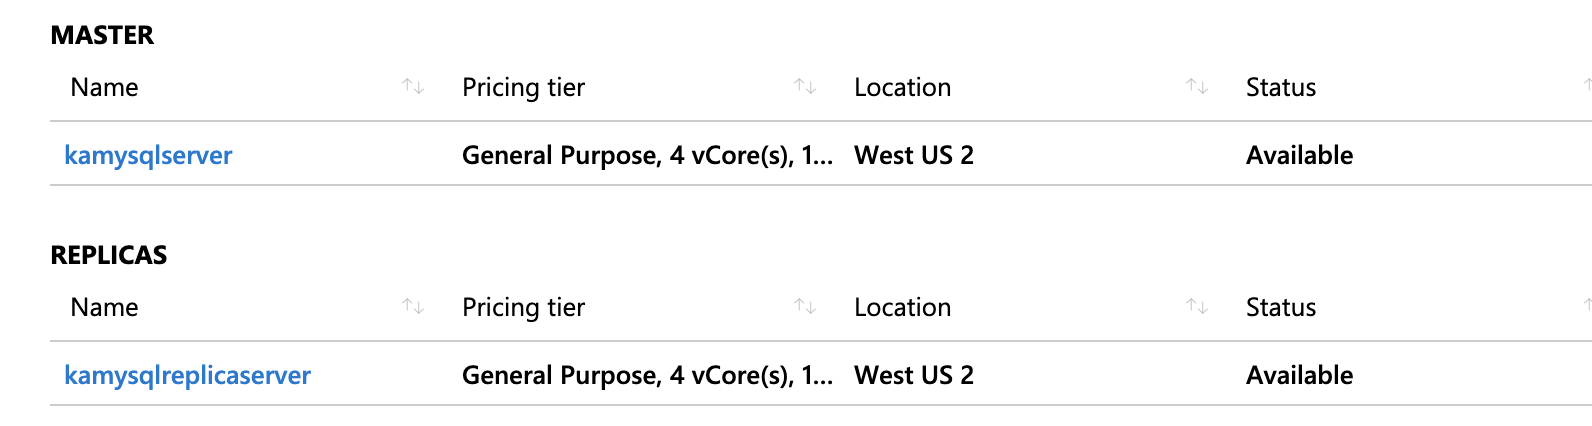 MASTER
Name Pricing tier Location Status
kamysqlserver General Purpose, 4 vCore(s), 1... West US 2 Available
REPLICAS
Name Pricing tier Location Status
kamysqlreplicaserver General Purpose, 4 vCore(s), 1... West US 2 Available